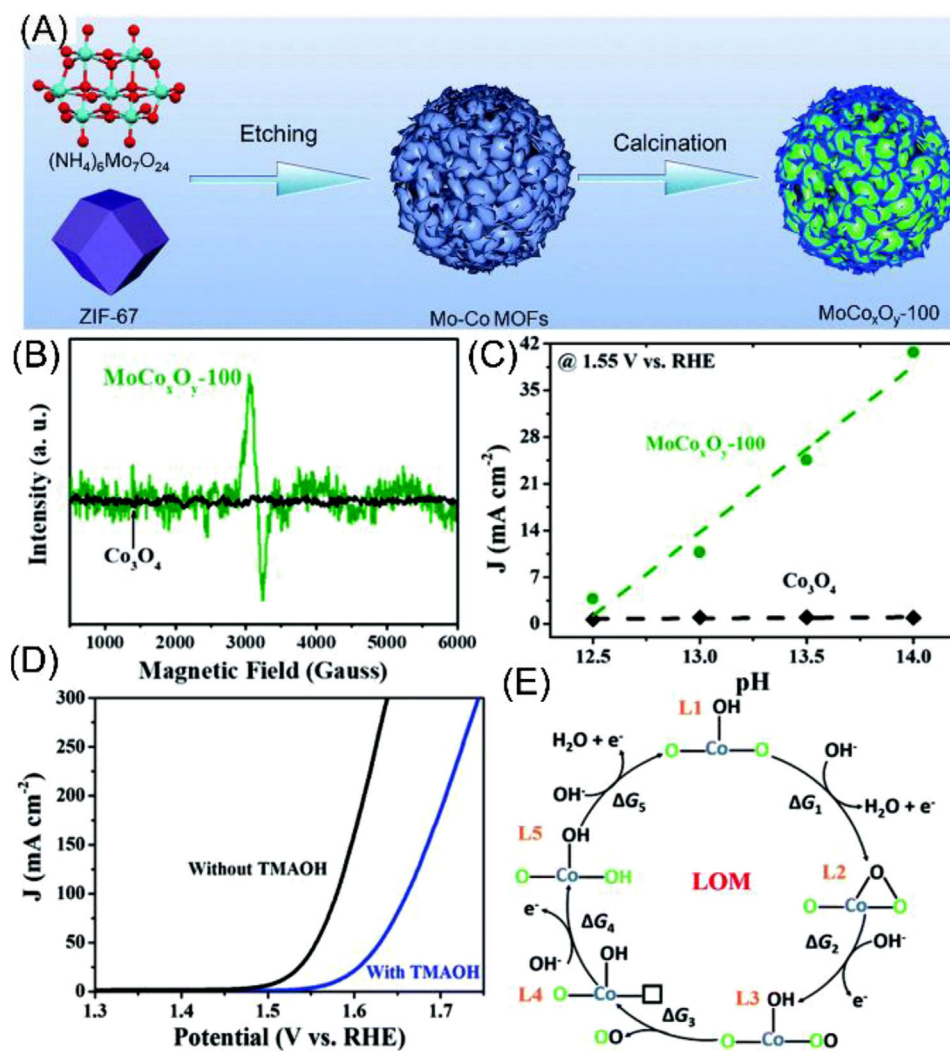 (A)
(NH₄)₆Mo₇O₂₄
ZIF-67
Etching
Mo-Co MOFs
Calcination
MoCoₓOᵧ-100
(B)
MoCoₓOᵧ-100
Co₃O₄
Intensity (a. u.)
1000 2000 3000 4000 5000 6000
Magnetic Field (Gauss)
(C)
@ 1.55 V vs. RHE
MoCoₓOᵧ-100
Co₃O₄
J (mA cm⁻²)
42
35
28
21
14
7
0
12.5 13.0 13.5 14.0
pH
(D)
Without TMAOH
With TMAOH
J (mA cm⁻²)
300
250
200
150
100
50
0
1.3 1.4 1.5 1.6 1.7
Potential (V vs. RHE)
(E)
LOM
L1
OH
O Co O
OH⁻
ΔG₁
H₂O + e⁻
L2
O
O Co O
ΔG₂
OH⁻
e⁻
L3
OH
O Co OO
ΔG₃
OO
L4
OH
O Co
OH⁻
ΔG₄
e⁻
L5
OH
O Co OH
OH⁻
ΔG₅
H₂O + e⁻